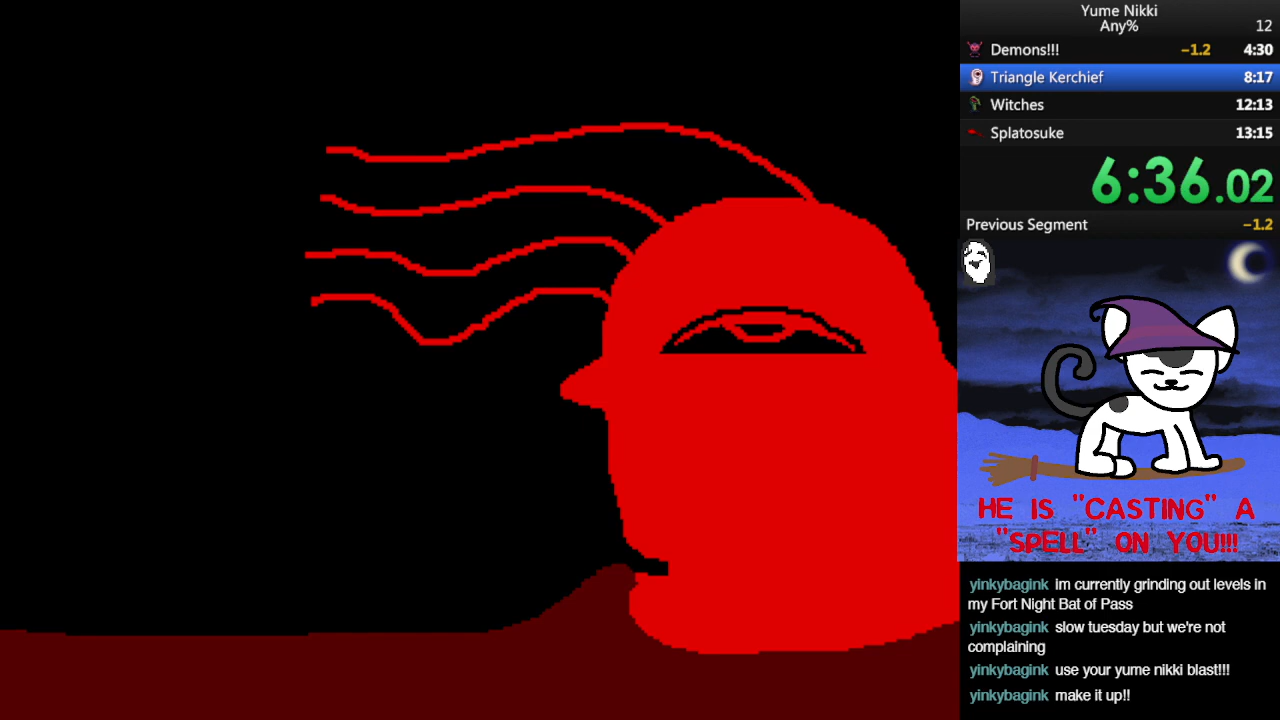 Yume Nikki
Any% 12
Demons!!! −1.2 4:30
Triangle Kerchief 8:17
Witches 12:13
Splatosuke 13:15
6:36.02
Previous Segment −1.2
HE IS "CASTING" A
"SPELL" ON YOU!!!
yinkybagink im currently grinding out levels in
my Fort Night Bat of Pass
yinkybagink slow tuesday but we're not
complaining
yinkybagink use your yume nikki blast!!!
yinkybagink make it up!!